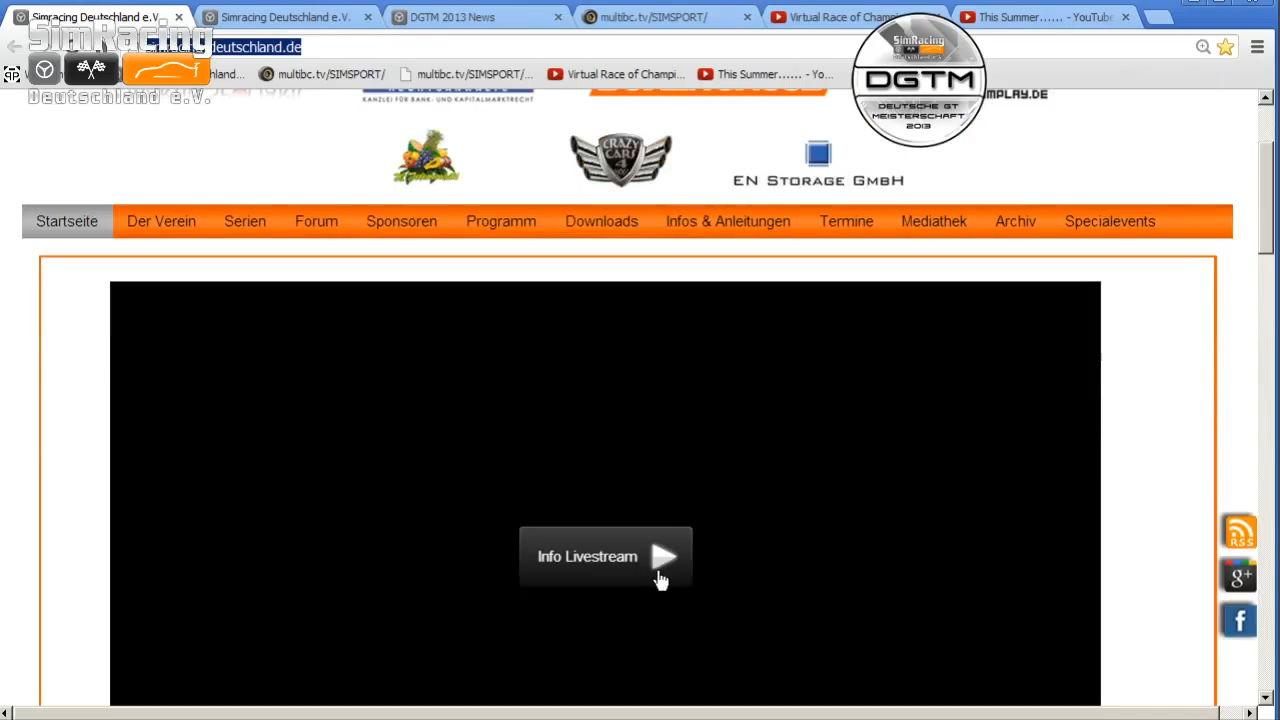 Simracing Deutschland e.V.
Simracing Deutschland e.V.
DGTM 2013 News
multibc.tv/SIMSPORT/
Virtual Race of Champ
This Summer...... - YouTube
SimRacing
Deutschland e.V.
deutschland.de
multibc.tv/SIMSPORT/
multibc.tv/SIMSPORT/...
Virtual Race of Champi...
This Summer...... - Yo...
SimRacing
DGTM
DEUTSCHE GT
MEISTERSCHAFT
2013
KANZLEI FÜR BANK- UND KAPITALMARKTRECHT
MPLAY.DE
CRAZY
CARS
4
EN STORAGE GMBH
Startseite
Der Verein
Serien
Forum
Sponsoren
Programm
Downloads
Infos & Anleitungen
Termine
Mediathek
Archiv
Specialevents
Info Livestream
RSS
g+
f